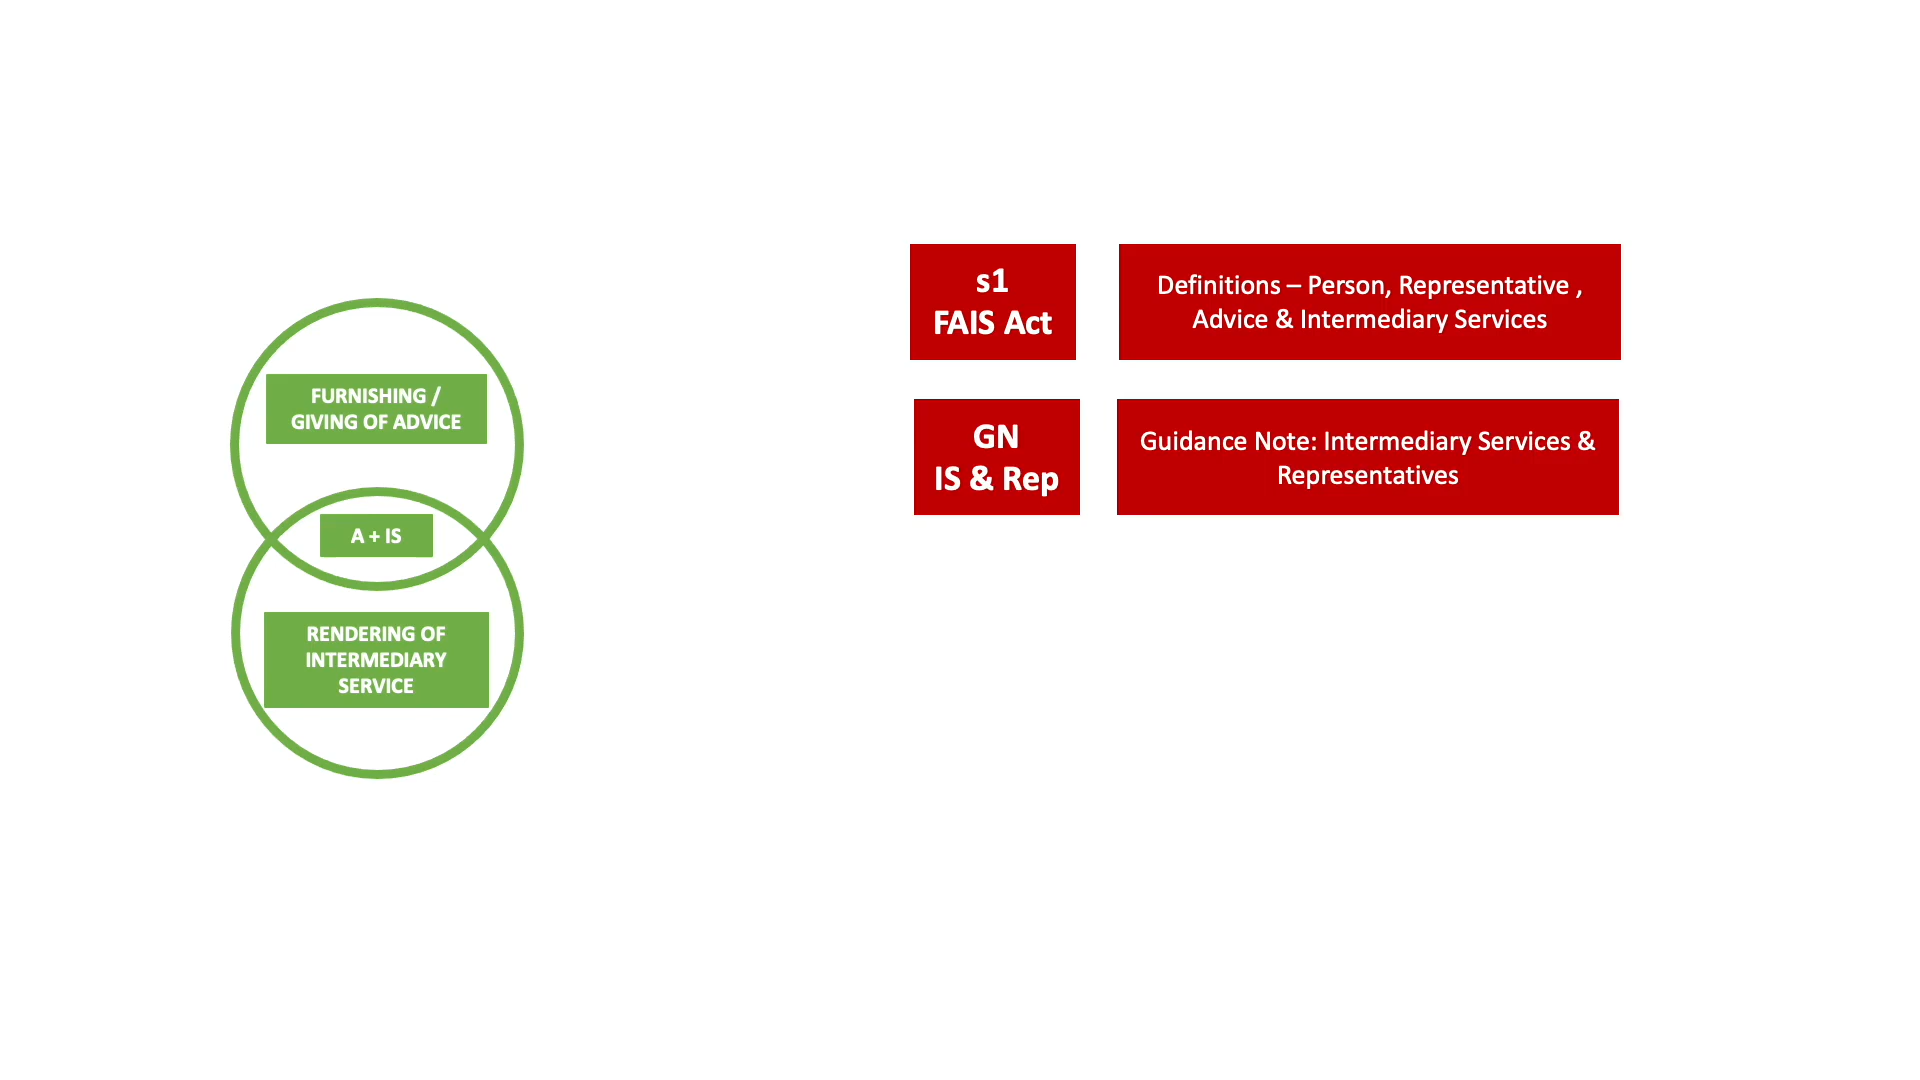 FURNISHING /
GIVING OF ADVICE
A + IS
RENDERING OF
INTERMEDIARY
SERVICE
s1
FAIS Act
Definitions – Person, Representative ,
Advice & Intermediary Services
GN
IS & Rep
Guidance Note: Intermediary Services &
Representatives